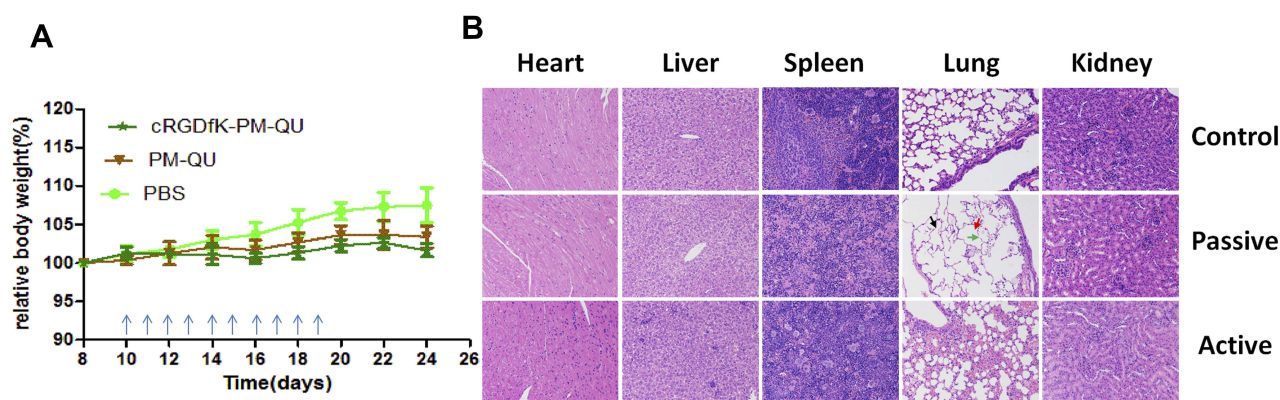 A
relative body weight(%)
120
115
110
105
100
95
90
cRGDfK-PM-QU
PM-QU
PBS
8
10
12
14
16
18
20
22
24
26
Time(days)
B
Heart
Liver
Spleen
Lung
Kidney
Control
Passive
Active